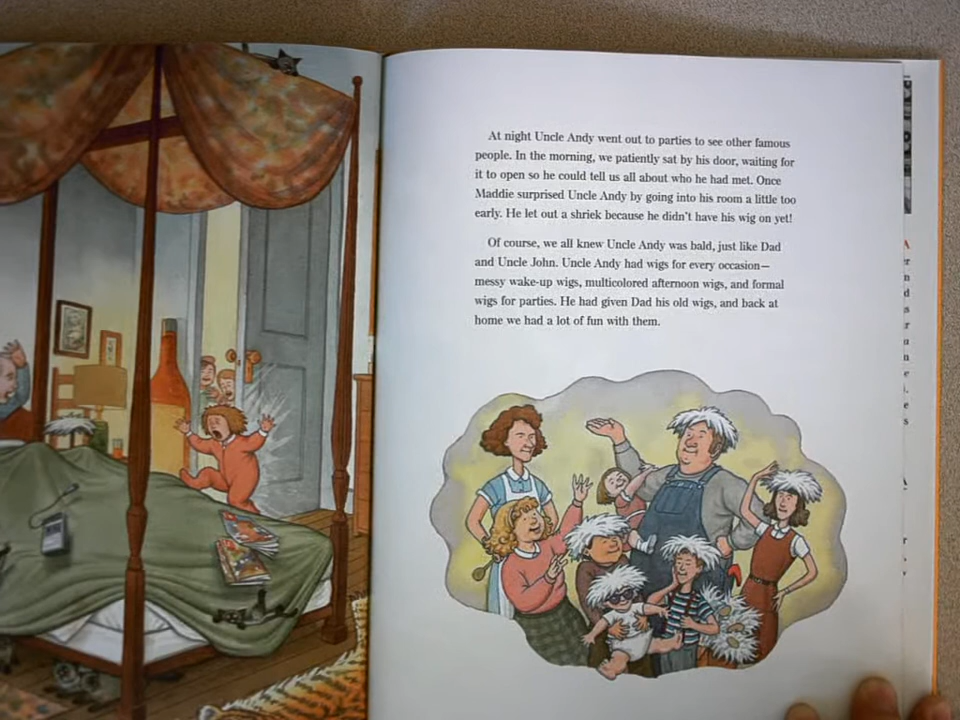 At night Uncle Andy went out to parties to see other famous
people. In the morning, we patiently sat by his door, waiting for
it to open so he could tell us all about who he had met. Once
Maddie surprised Uncle Andy by going into his room a little too
early. He let out a shriek because he didn't have his wig on yet!
Of course, we all knew Uncle Andy was bald, just like Dad
and Uncle John. Uncle Andy had wigs for every occasion—
messy wake-up wigs, multicolored afternoon wigs, and formal
wigs for parties. He had given Dad his old wigs, and back at
home we had a lot of fun with them.